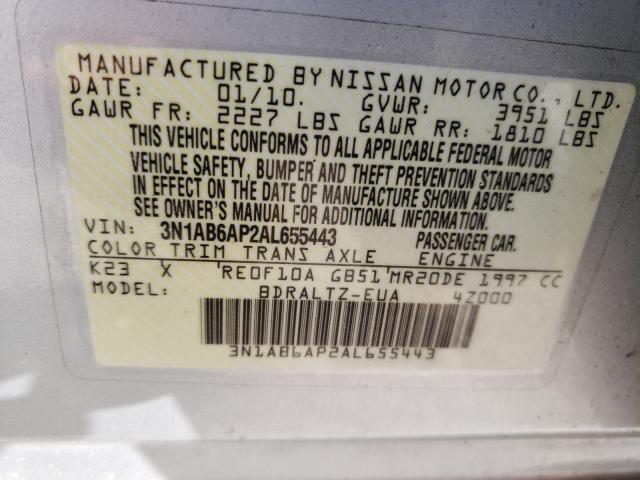 MANUFACTURED BY NISSAN MOTOR CO., LTD.
DATE: 01/10. GVWR: 3951 LBS
GAWR FR: 2227 LBS GAWR RR: 1810 LBS
THIS VEHICLE CONFORMS TO ALL APPLICABLE FEDERAL MOTOR
VEHICLE SAFETY, BUMPER AND THEFT PREVENTION STANDARDS
IN EFFECT ON THE DATE OF MANUFACTURE SHOWN ABOVE.
SEE OWNER'S MANUAL FOR ADDITIONAL INFORMATION.
VIN: 3N1AB6AP2AL655443 PASSENGER CAR.
COLOR TRIM TRANS AXLE ENGINE
K23 X RE0F10A GB51 MR20DE 1997 CC
MODEL: BDRALTZ-EUA 4Z000
3N1AB6AP2AL655443